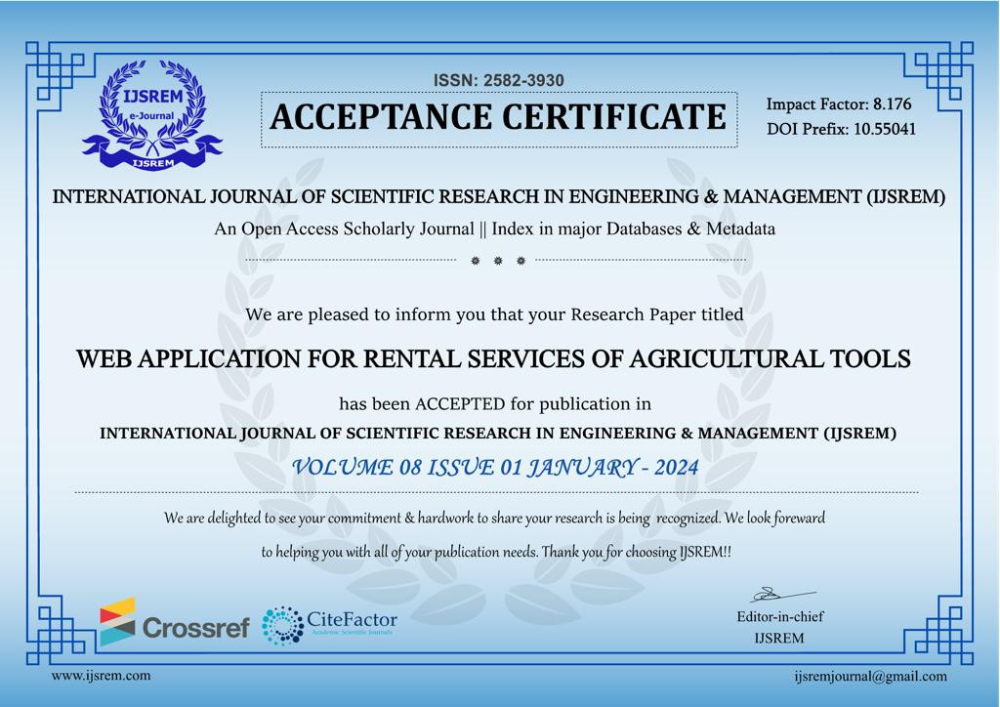 ISSN: 2582-3930
IJSREM
e-Journal
IJSREM
ACCEPTANCE CERTIFICATE
Impact Factor: 8.176
DOI Prefix: 10.55041
INTERNATIONAL JOURNAL OF SCIENTIFIC RESEARCH IN ENGINEERING & MANAGEMENT (IJSREM)
An Open Access Scholarly Journal || Index in major Databases & Metadata
We are pleased to inform you that your Research Paper titled
WEB APPLICATION FOR RENTAL SERVICES OF AGRICULTURAL TOOLS
has been ACCEPTED for publication in
INTERNATIONAL JOURNAL OF SCIENTIFIC RESEARCH IN ENGINEERING & MANAGEMENT (IJSREM)
VOLUME 08 ISSUE 01 JANUARY - 2024
We are delighted to see your commitment & hardwork to share your research is being recognized. We look foreward
to helping you with all of your publication needs. Thank you for choosing IJSREM!!
Crossref
CiteFactor
Academic Scientific Journals
Editor-in-chief
IJSREM
www.ijsrem.com
ijsremjournal@gmail.com